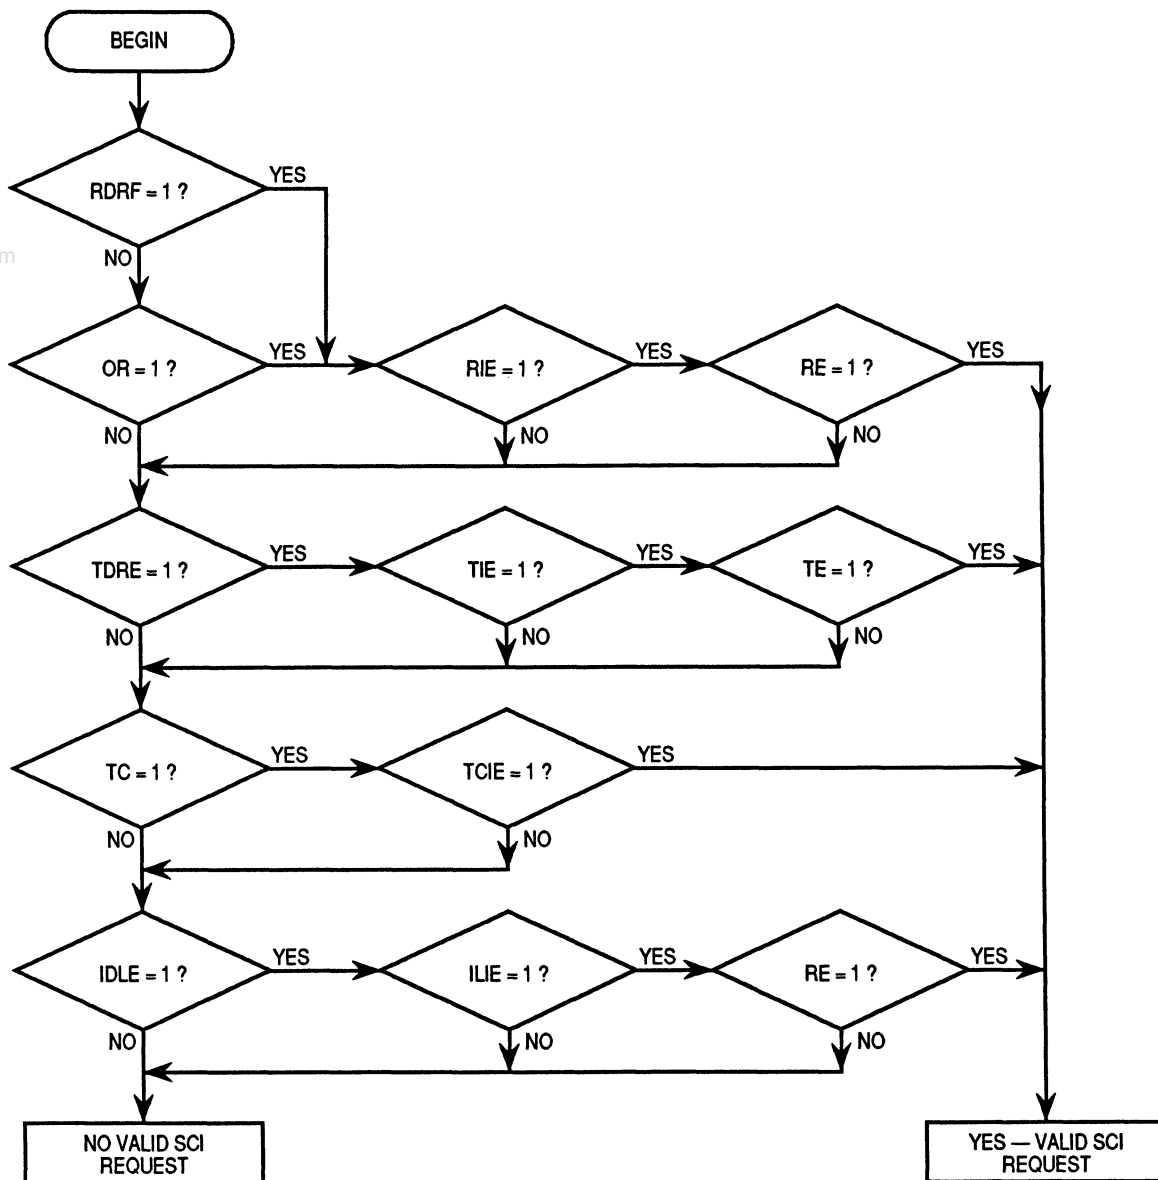 BEGIN
RDRF = 1 ?
YES
NO
m
OR = 1 ?
YES
RIE = 1 ?
YES
RE = 1 ?
YES
NO
NO
NO
TDRE = 1 ?
YES
TIE = 1 ?
YES
TE = 1 ?
YES
NO
NO
NO
TC = 1 ?
YES
TCIE = 1 ?
YES
NO
NO
IDLE = 1 ?
YES
ILIE = 1 ?
YES
RE = 1 ?
YES
NO
NO
NO
NO VALID SCI
REQUEST
YES — VALID SCI
REQUEST